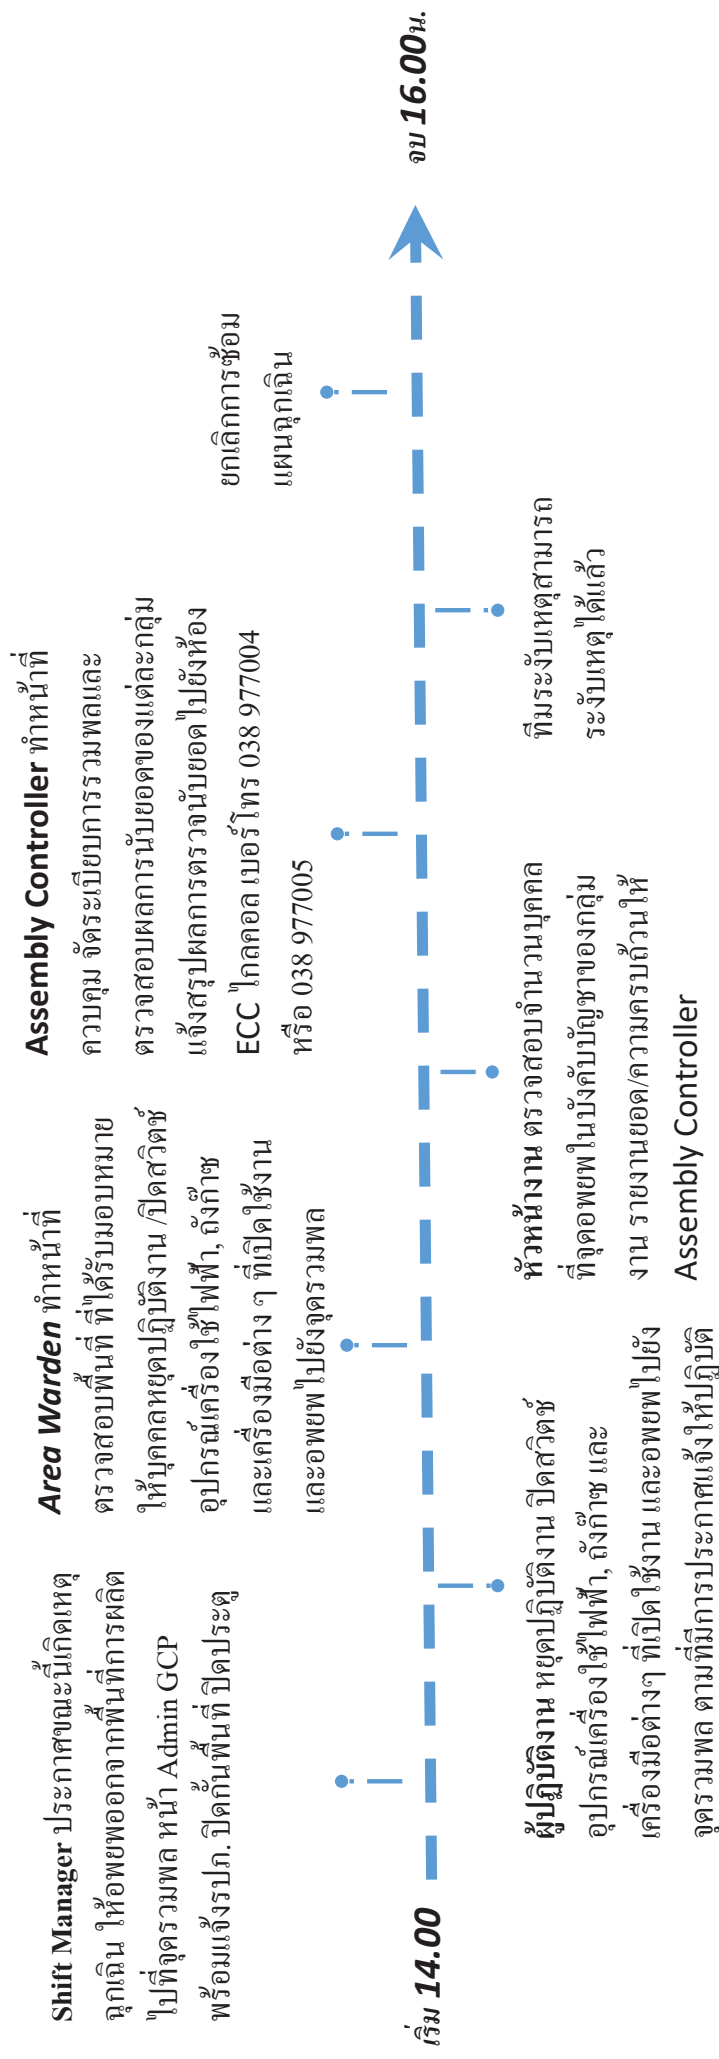 เริ่ม 14.00
Shift Manager ประกาศขณะนี้เกิดเหตุ
ฉุกเฉิน ให้อพยพออกจากพื้นที่การผลิต
ไปที่จุดรวมพล หน้า Admin GCP
พร้อมแจ้งรปภ. ปิดกั้นพื้นที่ ปิดประตู
ผู้ปฏิบัติงาน หยุดปฏิบัติงาน ปิดสวิตช์
อุปกรณ์เครื่องใช้ไฟฟ้า, ถังก๊าซ และ
เครื่องมือต่างๆ ที่เปิดใช้งาน และอพยพไปยัง
จุดรวมพล ตามที่มีการประกาศแจ้งให้ปฏิบัติ
Area Warden ทำหน้าที่
ตรวจสอบพื้นที่ ที่ได้รับมอบหมาย
ให้บุคคลหยุดปฏิบัติงาน /ปิดสวิตช์
อุปกรณ์เครื่องใช้ไฟฟ้า, ถังก๊าซ
และเครื่องมือต่าง ๆ ที่เปิดใช้งาน
และอพยพไปยังจุดรวมพล
หัวหน้างาน ตรวจสอบจำนวนบุคคล
ที่จุดอพยพในบังคับบัญชาของกลุ่ม
งาน รายงานยอด/ความครบถ้วนให้
Assembly Controller
Assembly Controller ทำหน้าที่
ควบคุม จัดระเบียบการรวมพลและ
ตรวจสอบผลการนับยอดของแต่ละกลุ่ม
แจ้งสรุปผลการตรวจนับยอดไปยังห้อง
ECC ไกลคอล เบอร์โทร 038 977004
หรือ 038 977005
ทีมระงับเหตุสามารถ
ระงับเหตุได้แล้ว
ยกเลิกการซ้อม
แผนฉุกเฉิน
จบ 16.00น.